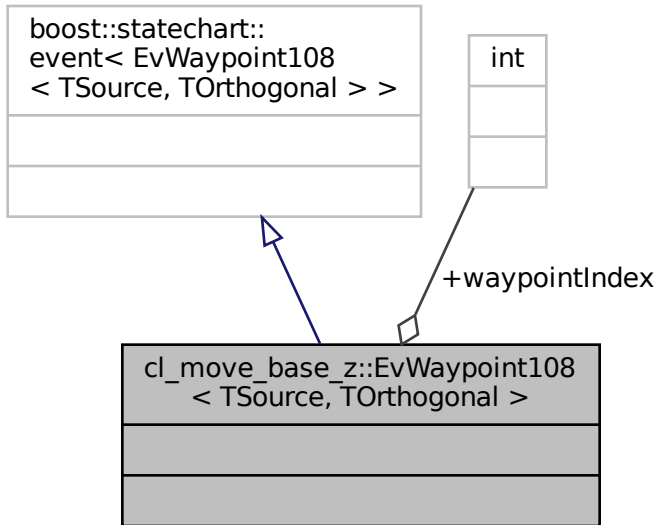 boost::statechart::
event< EvWaypoint108
< TSource, TOrthogonal > >
int
+waypointIndex
cl_move_base_z::EvWaypoint108
< TSource, TOrthogonal >